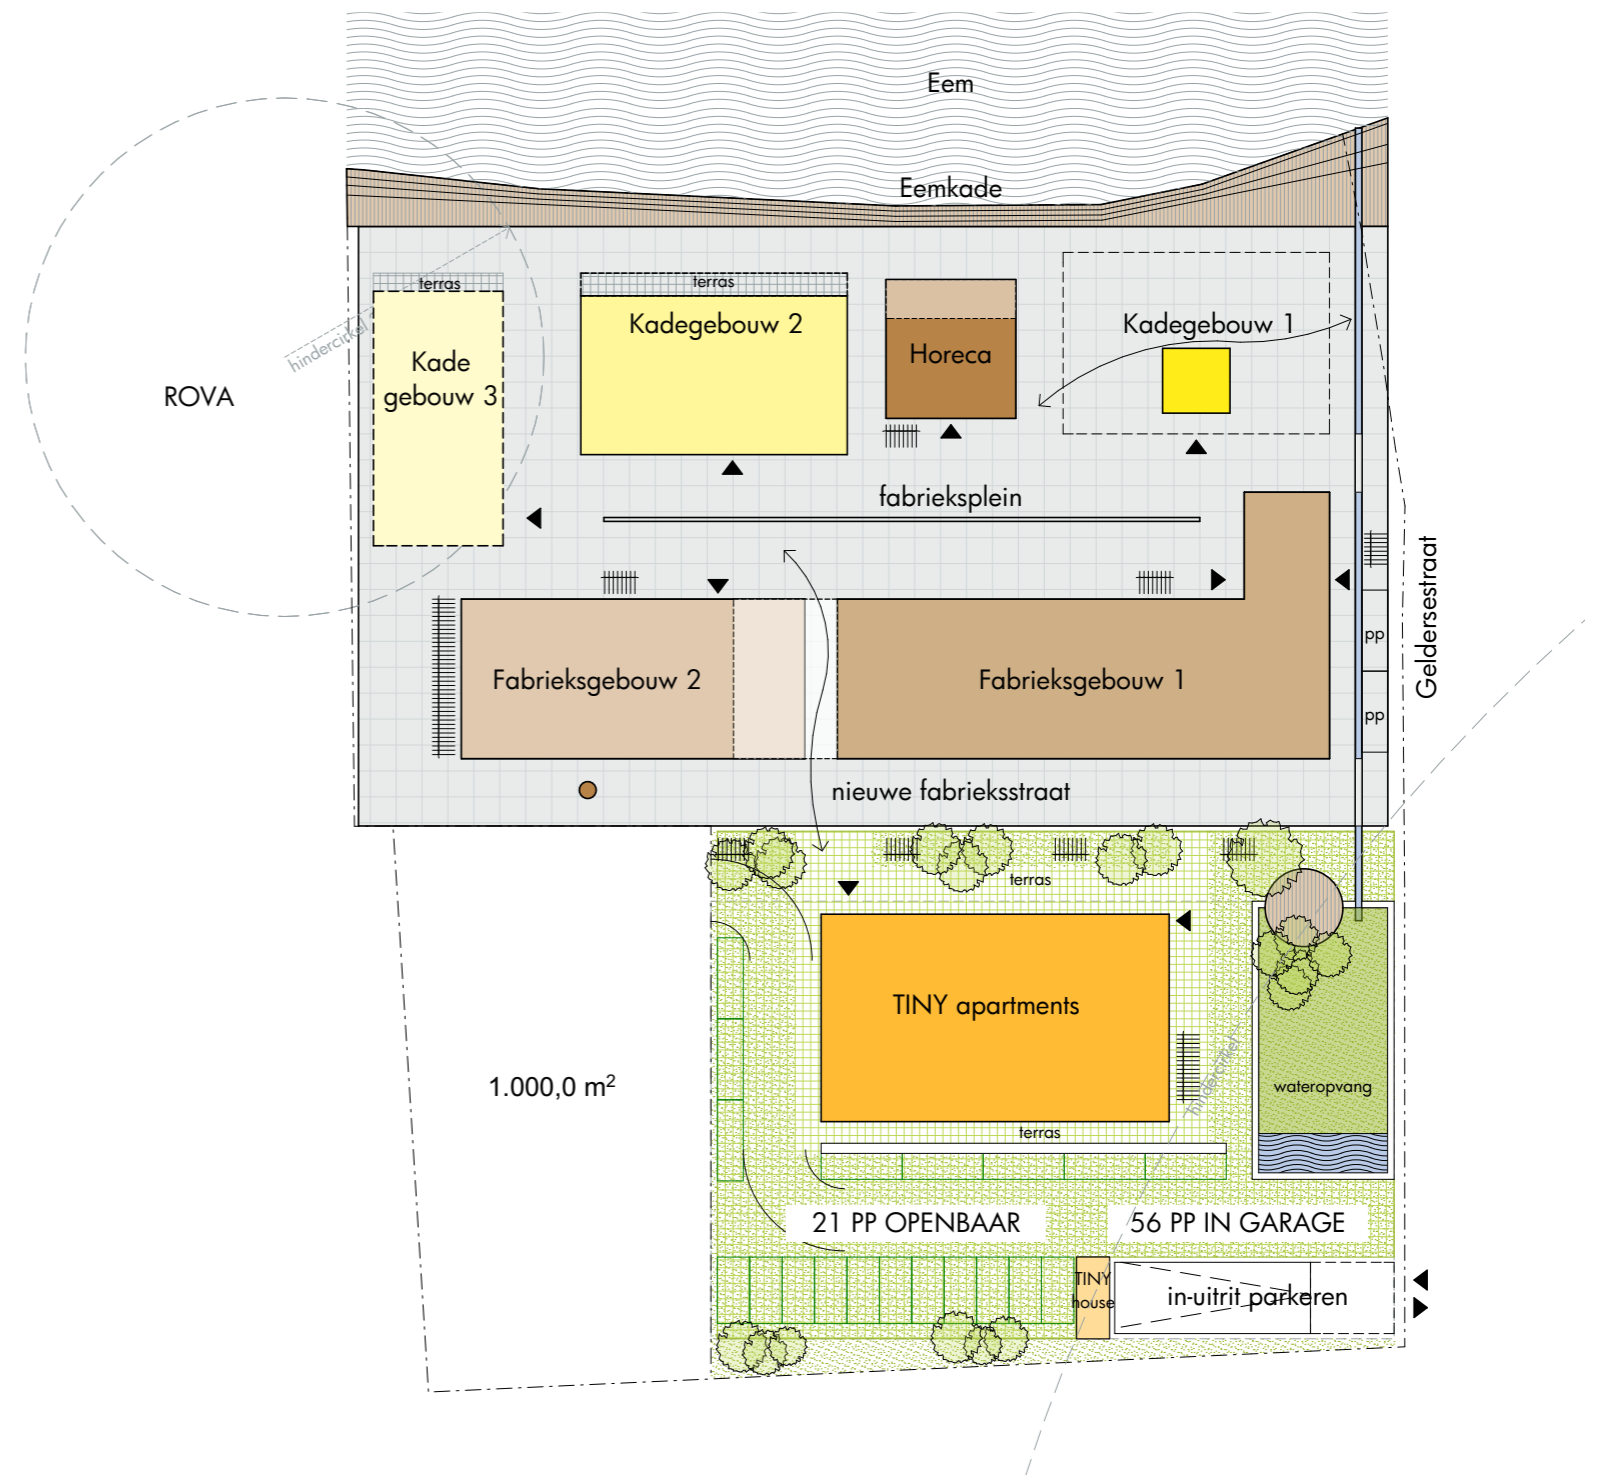 Eem
Eemkade
terras
terras
Kadegebouw 2
Kadegebouw 1
hindercirkel
Horeca
Kade
gebouw 3
ROVA
fabrieksplein
Geldersestraat
pp
Fabrieksgebouw 2
Fabrieksgebouw 1
pp
nieuwe fabrieksstraat
terras
TINY apartments
hindercirkel
1.000,0 m²
wateropvang
terras
21 PP OPENBAAR
56 PP IN GARAGE
TINY
house
in-uitrit parkeren